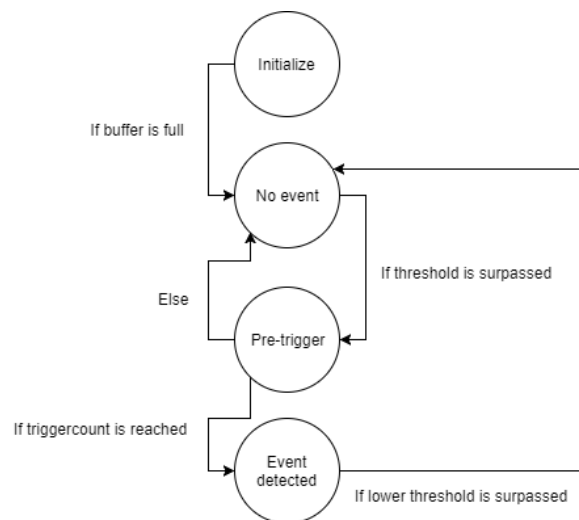 Initialize
If buffer is full
No event
If threshold is surpassed
Else
Pre-trigger
If triggercount is reached
Event
detected
If lower threshold is surpassed